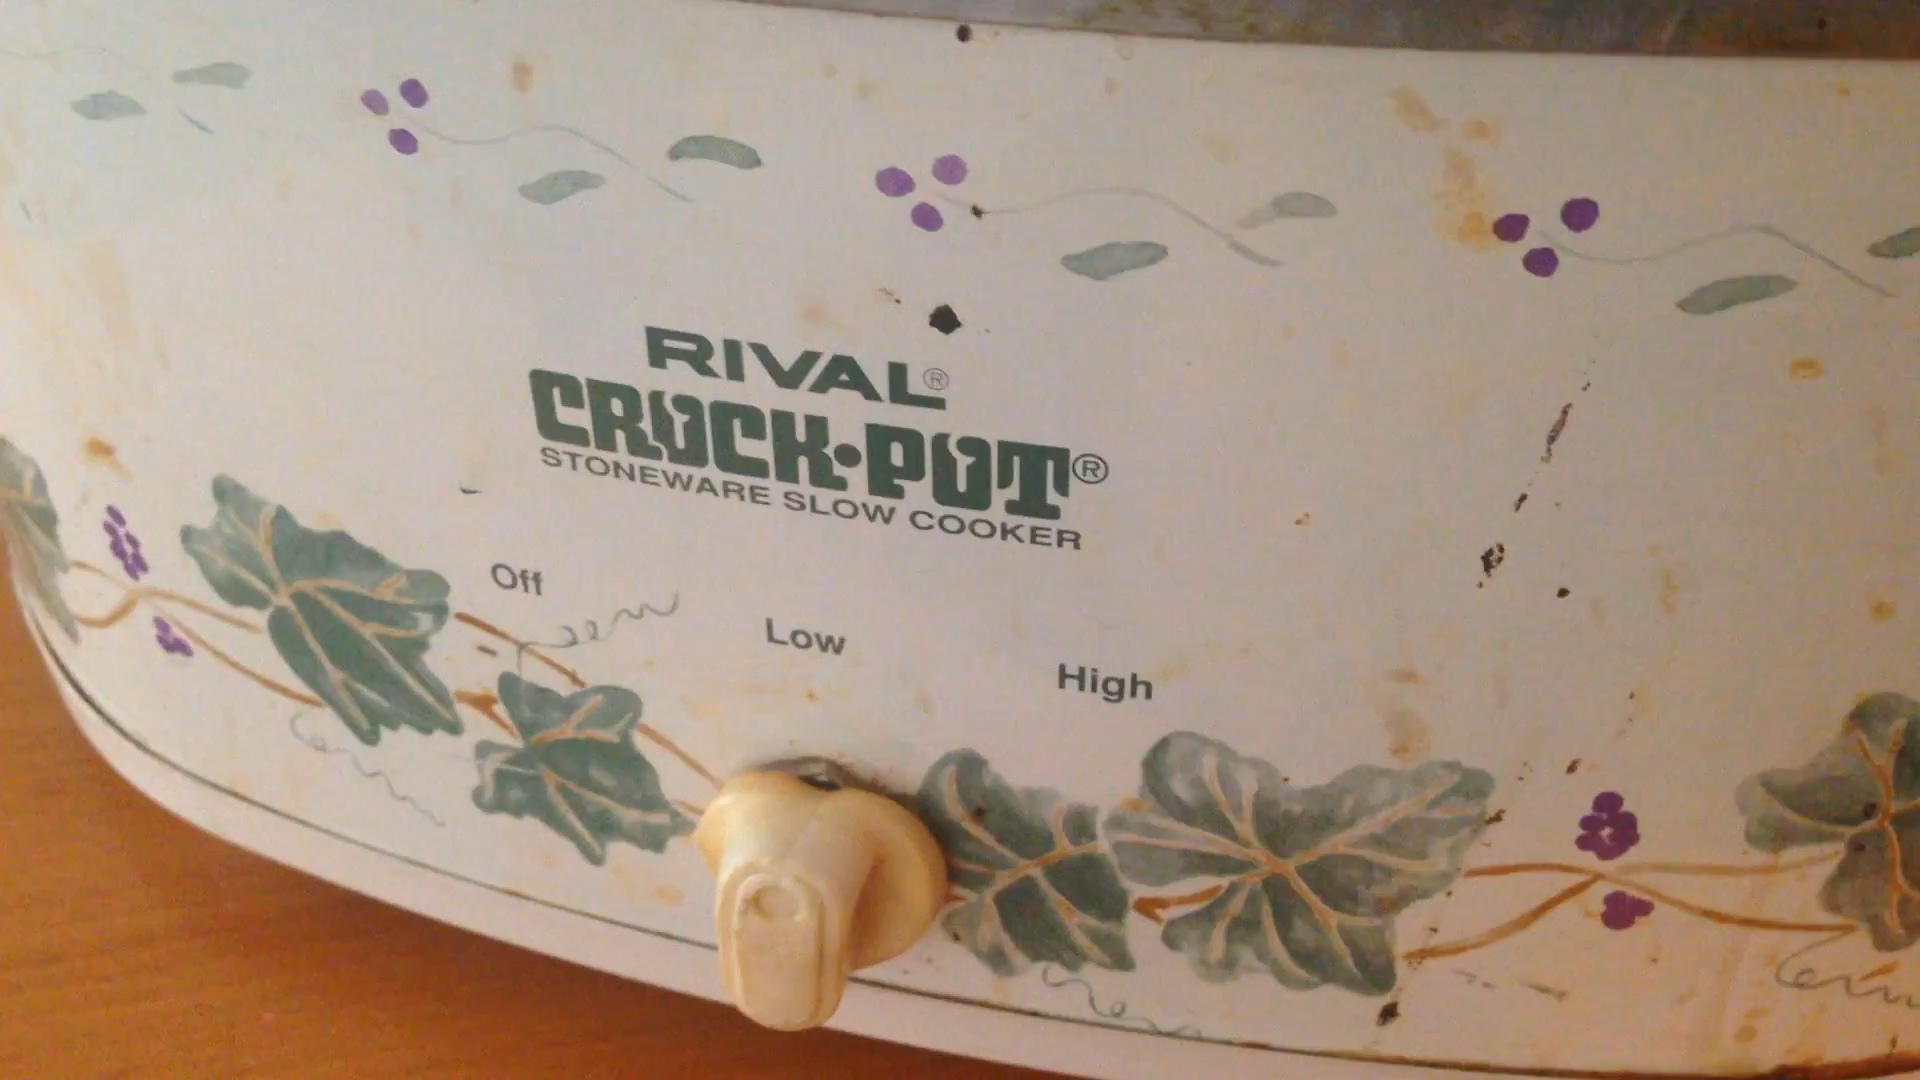 RIVAL®
CROCK·POT®
STONEWARE SLOW COOKER
Off
Low
High